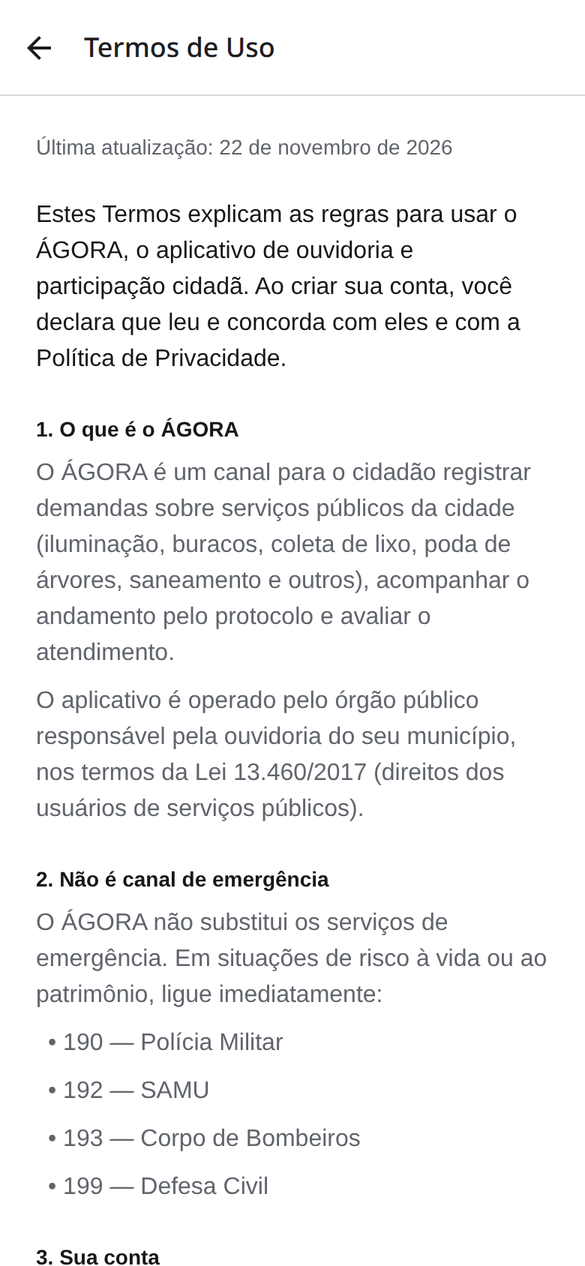 Termos de Uso
Última atualização: 22 de novembro de 2026
Estes Termos explicam as regras para usar o
ÁGORA, o aplicativo de ouvidoria e
participação cidadã. Ao criar sua conta, você
declara que leu e concorda com eles e com a
Política de Privacidade.
1. O que é o ÁGORA
O ÁGORA é um canal para o cidadão registrar
demandas sobre serviços públicos da cidade
(iluminação, buracos, coleta de lixo, poda de
árvores, saneamento e outros), acompanhar o
andamento pelo protocolo e avaliar o
atendimento.
O aplicativo é operado pelo órgão público
responsável pela ouvidoria do seu município,
nos termos da Lei 13.460/2017 (direitos dos
usuários de serviços públicos).
2. Não é canal de emergência
O ÁGORA não substitui os serviços de
emergência. Em situações de risco à vida ou ao
patrimônio, ligue imediatamente:
• 190 — Polícia Militar
• 192 — SAMU
• 193 — Corpo de Bombeiros
• 199 — Defesa Civil
3. Sua conta